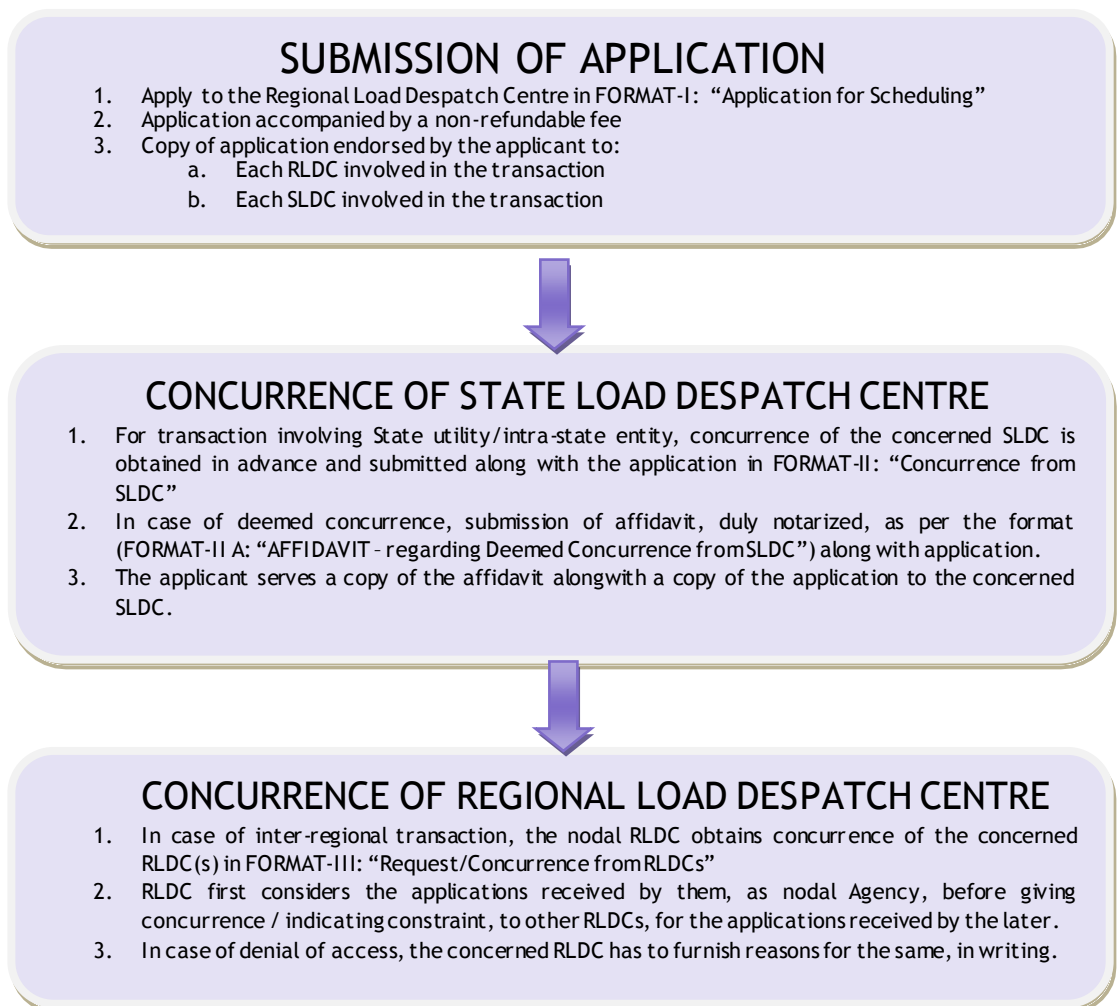 SUBMISSION OF APPLICATION
1. Apply to the Regional Load Despatch Centre in FORMAT-I: “Application for Scheduling”
2. Application accompanied by a non-refundable fee
3. Copy of application endorsed by the applicant to:
a. Each RLDC involved in the transaction
b. Each SLDC involved in the transaction
CONCURRENCE OF STATE LOAD DESPATCH CENTRE
1. For transaction involving State utility/intra-state entity, concurrence of the concerned SLDC is
obtained in advance and submitted along with the application in FORMAT-II: “Concurrence from
SLDC”
2. In case of deemed concurrence, submission of affidavit, duly notarized, as per the format
(FORMAT-II A: “AFFIDAVIT – regarding Deemed Concurrence from SLDC”) along with application.
3. The applicant serves a copy of the affidavit alongwith a copy of the application to the concerned
SLDC.
CONCURRENCE OF REGIONAL LOAD DESPATCH CENTRE
1. In case of inter-regional transaction, the nodal RLDC obtains concurrence of the concerned
RLDC(s) in FORMAT-III: “Request/Concurrence from RLDCs”
2. RLDC first considers the applications received by them, as nodal Agency, before giving
concurrence / indicating constraint, to other RLDCs, for the applications received by the later.
3. In case of denial of access, the concerned RLDC has to furnish reasons for the same, in writing.